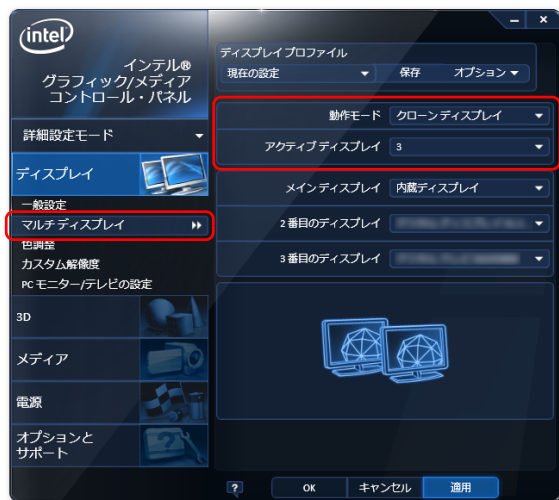 intel
インテル®
グラフィック/メディア
コントロール・パネル
詳細設定モード
ディスプレイ
一般設定
マルチディスプレイ
色調整
カスタム解像度
PC モニター/テレビの設定
3D
メディア
電源
オプションと
サポート
ディスプレイ プロファイル
現在の設定 保存 オプション
動作モード クローン ディスプレイ
アクティブ ディスプレイ 3
メイン ディスプレイ 内蔵ディスプレイ
2 番目のディスプレイ
3 番目のディスプレイ
? OK キャンセル 適用